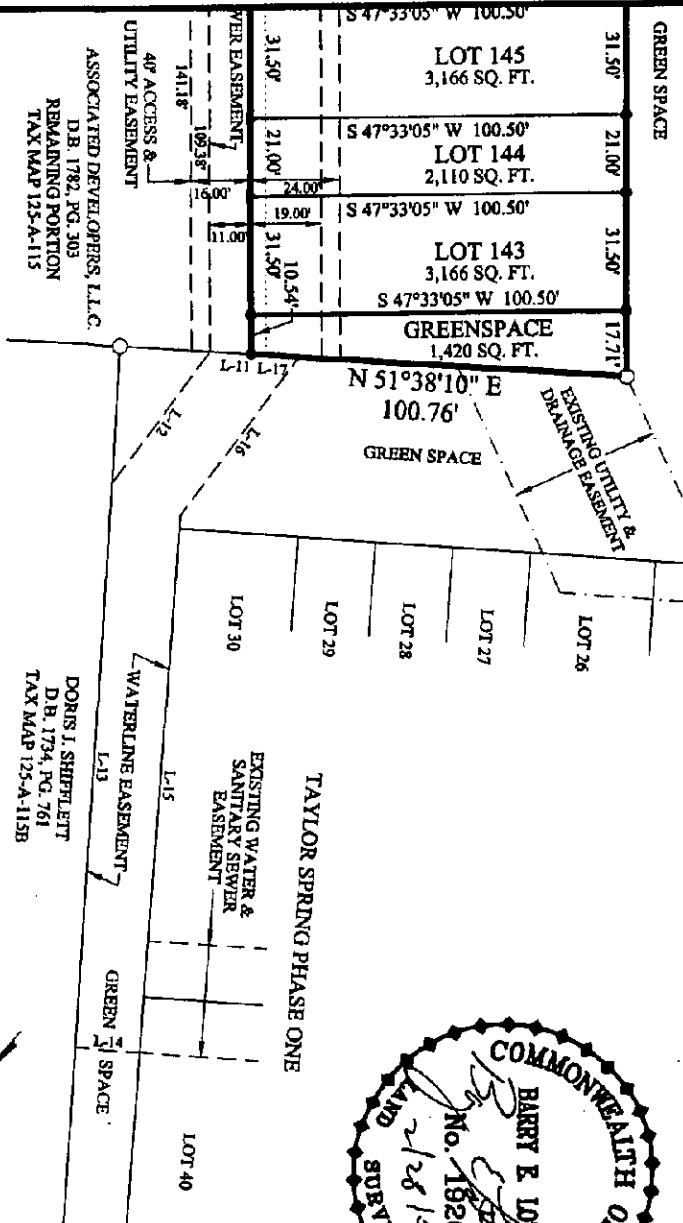 GREEN SPACE
S 47°33'05" W 100.50'
31.50'
LOT 145
3,166 SQ. FT.
31.50'
S 47°33'05" W 100.50'
21.00'
LOT 144
2,110 SQ. FT.
21.00'
S 47°33'05" W 100.50'
31.50'
LOT 143
3,166 SQ. FT.
31.50'
S 47°33'05" W 100.50'
10.54'
GREENSPACE
1,420 SQ. FT.
17.71'
N 51°38'10" E
100.76'
GREEN SPACE
EXISTING UTILITY &
DRAINAGE EASEMENT
WER EASEMENT
141.18'
109.38'
16.00'
24.00'
19.00'
11.00'
40' ACCESS &
UTILITY EASEMENT
ASSOCIATED DEVELOPERS, L.L.C.
D.B. 1782, PG. 303
REMAINING PORTION
TAX MAP 125-A-115
L-11
L-17
L-12
L-16
LOT 26
LOT 27
LOT 28
LOT 29
LOT 30
L-15
WATERLINE EASEMENT
L-13
DORIS J. SHIFFLETT
D.B. 1734, PG. 761
TAX MAP 125-A-115B
EXISTING WATER &
SANITARY SEWER
EASEMENT
TAYLOR SPRING PHASE ONE
GREEN SPACE
L-14
LOT 40
COMMONWEALTH O
BARRY E. LO
No. 192
LAND SURV